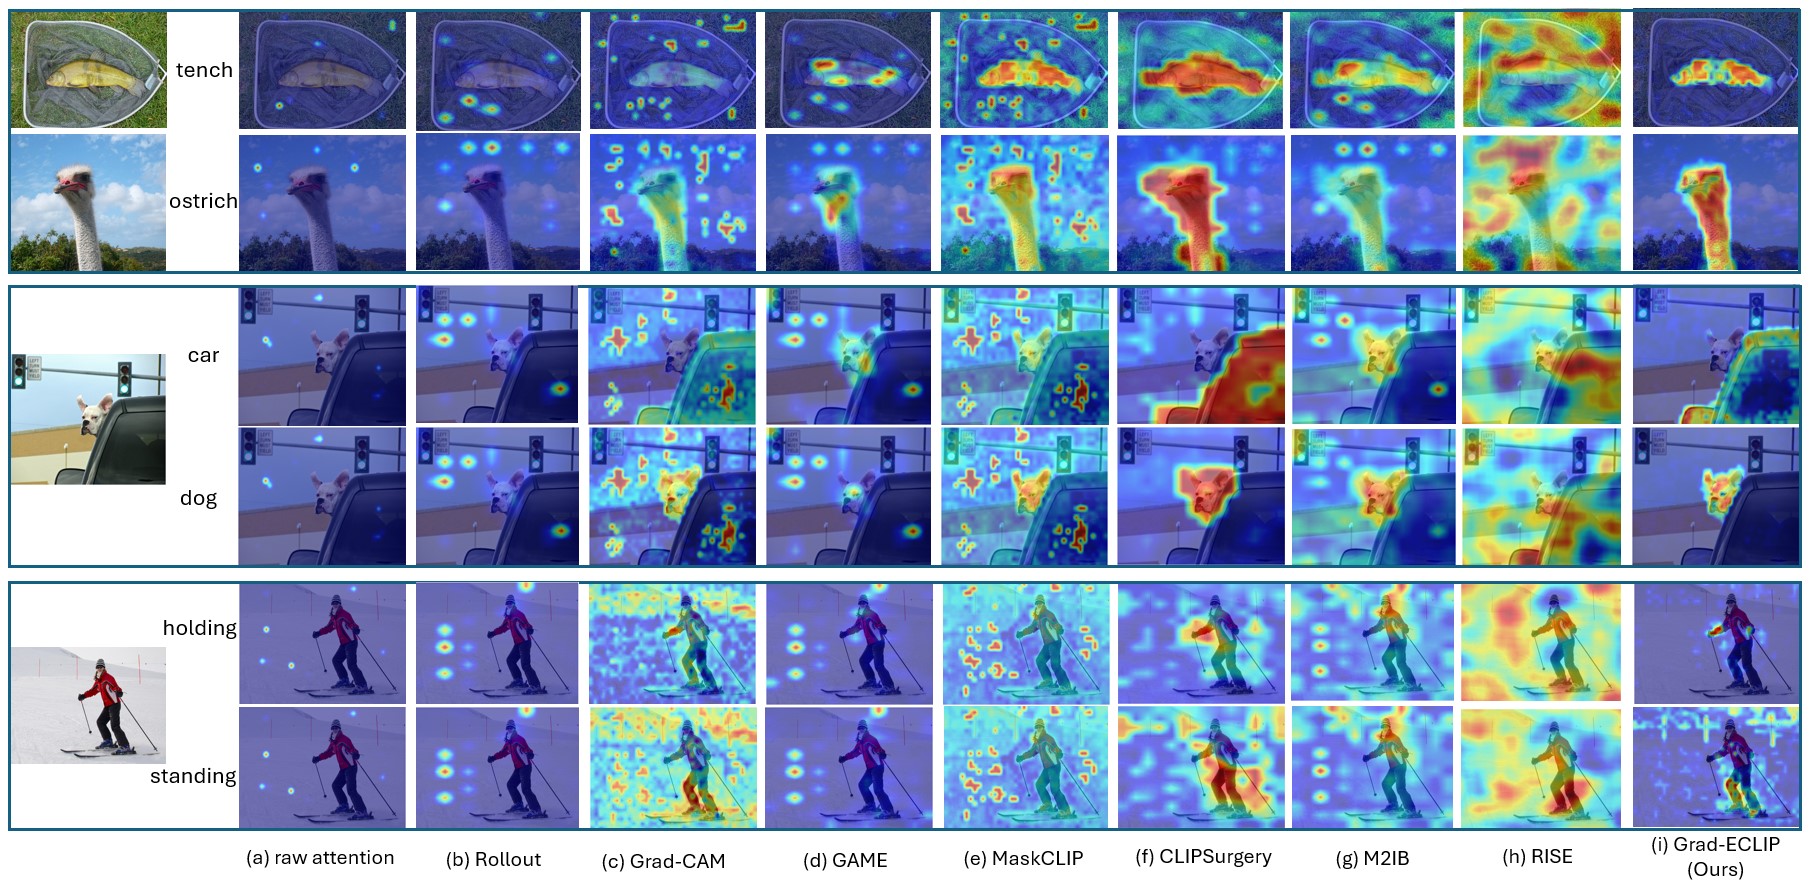 tench
ostrich
car
dog
holding
standing
(a) raw attention
(b) Rollout
(c) Grad-CAM
(d) GAME
(e) MaskCLIP
(f) CLIPSurgery
(g) M2IB
(h) RISE
(i) Grad-ECLIP
(Ours)